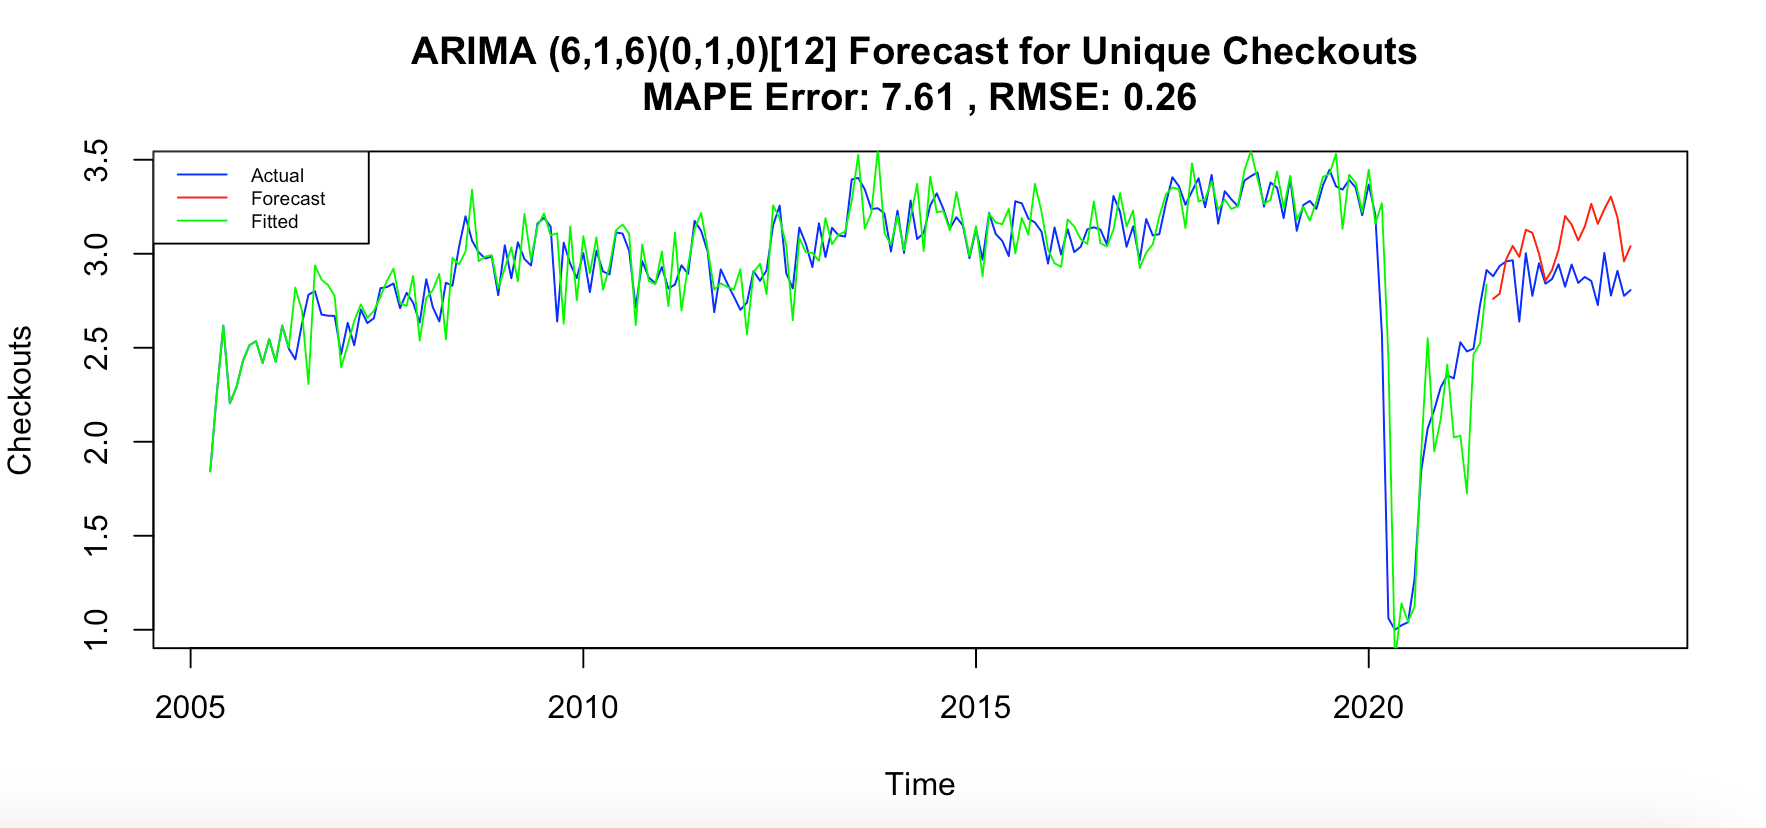 ARIMA (6,1,6)(0,1,0)[12] Forecast for Unique Checkouts
MAPE Error: 7.61 , RMSE: 0.26
Actual
Forecast
Fitted
3.5
3.0
2.5
2.0
1.5
1.0
Checkouts
2005 2010 2015 2020
Time